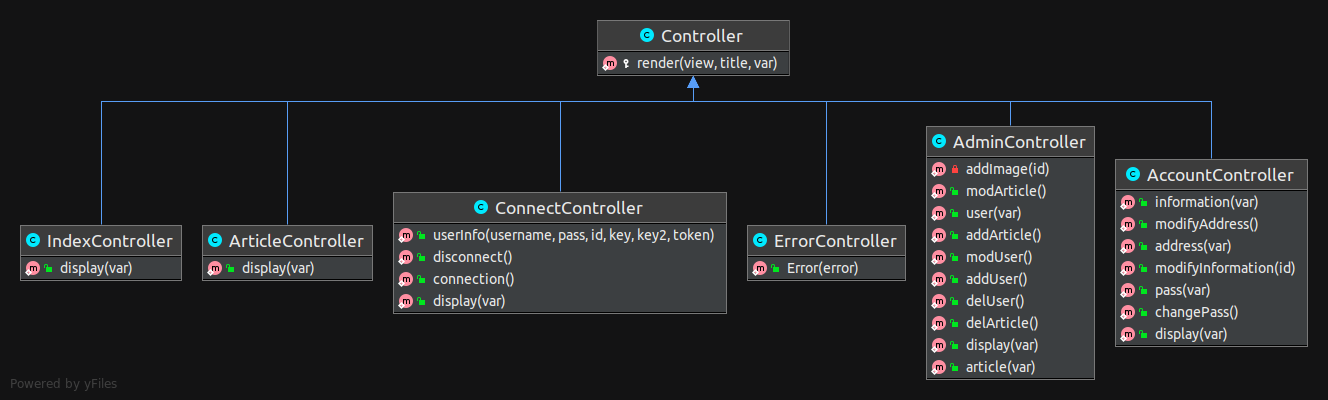 Controller
render(view, title, var)
IndexController
display(var)
ArticleController
display(var)
ConnectController
userInfo(username, pass, id, key, key2, token)
disconnect()
connection()
display(var)
ErrorController
Error(error)
AdminController
addImage(id)
modArticle()
user(var)
addArticle()
modUser()
addUser()
delUser()
delArticle()
display(var)
article(var)
AccountController
information(var)
modifyAddress()
address(var)
modifyInformation(id)
pass(var)
changePass()
display(var)
Powered by yFiles